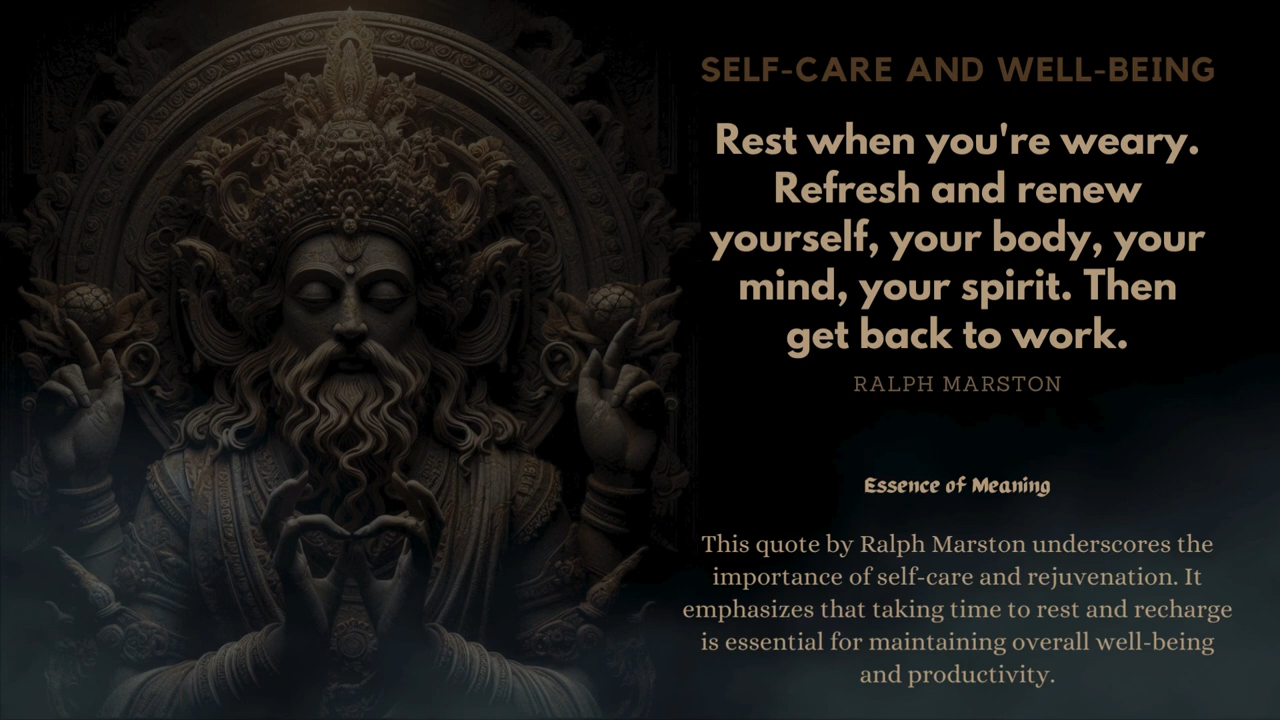 SELF-CARE AND WELL-BEING
Rest when you're weary.
Refresh and renew
yourself, your body, your
mind, your spirit. Then
get back to work.
RALPH MARSTON
Essence of Meaning
This quote by Ralph Marston underscores the
importance of self-care and rejuvenation. It
emphasizes that taking time to rest and recharge
is essential for maintaining overall well-being
and productivity.